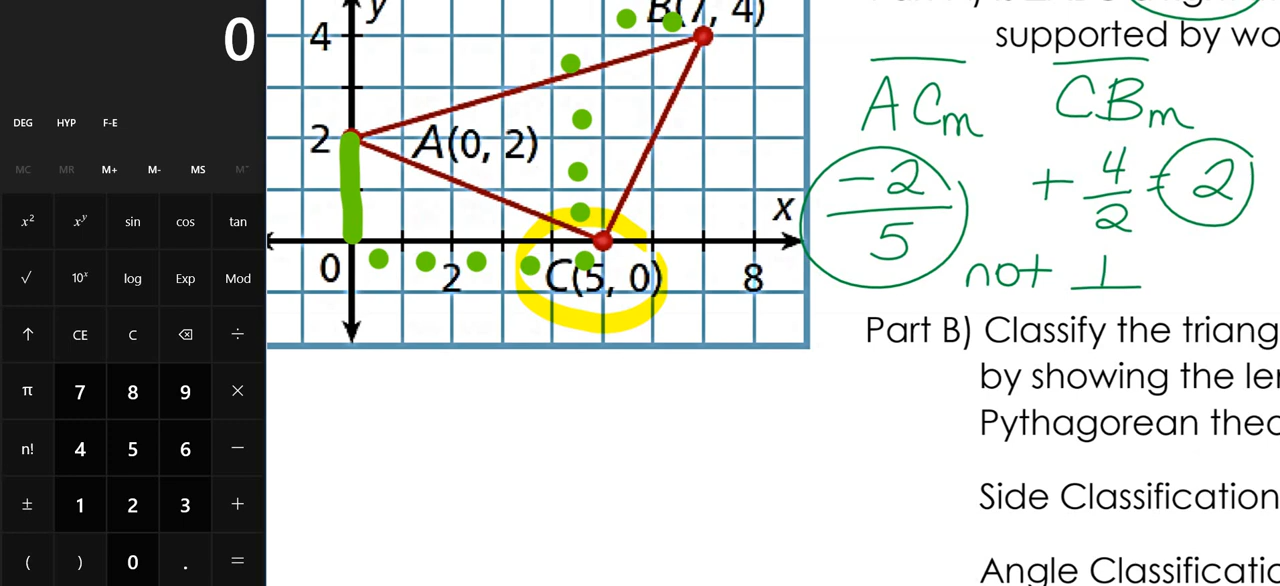 0
DEG HYP F-E
MC MR M+ M- MS M˅
x² xʸ sin cos tan
√ 10ˣ log Exp Mod
↑ CE C ⌫ ÷
π 7 8 9 ×
n! 4 5 6 −
± 1 2 3 +
( ) 0 . =
y
B(7, 4)
4
2
A(0, 2)
x
0
2
C(5, 0)
8
supported by wo
AC m CB m
-2/5 + 4/2 = 2
not ⊥
Part B) Classify the triang
by showing the le
Pythagorean theo
Side Classification
Angle Classificatio